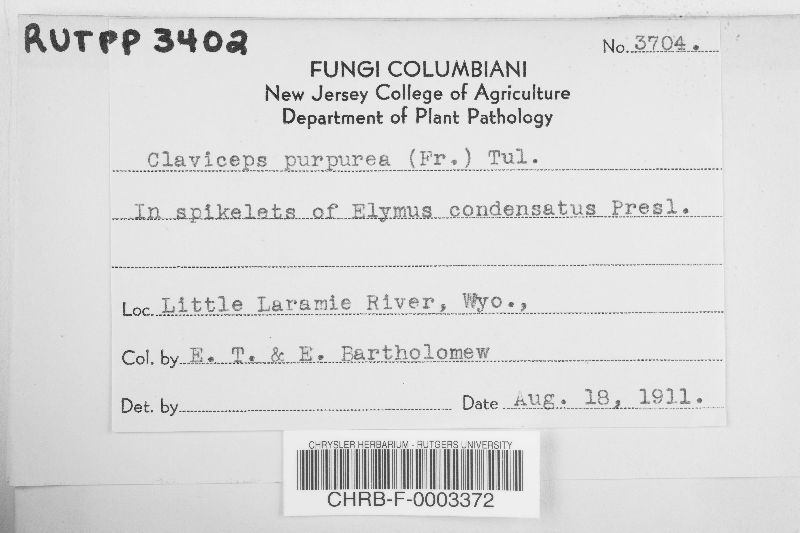 RUTPP 3402
No. 3704.
FUNGI COLUMBIANI
New Jersey College of Agriculture
Department of Plant Pathology
Claviceps purpurea (Fr.) Tul.
In spikelets of Elymus condensatus Presl.
Loc. Little Laramie River, Wyo.,
Col. by E. T. & E. Bartholomew
Det. by
Date Aug. 18, 1911.
CHRYSLER HERBARIUM - RUTGERS UNIVERSITY
CHRB-F-0003372